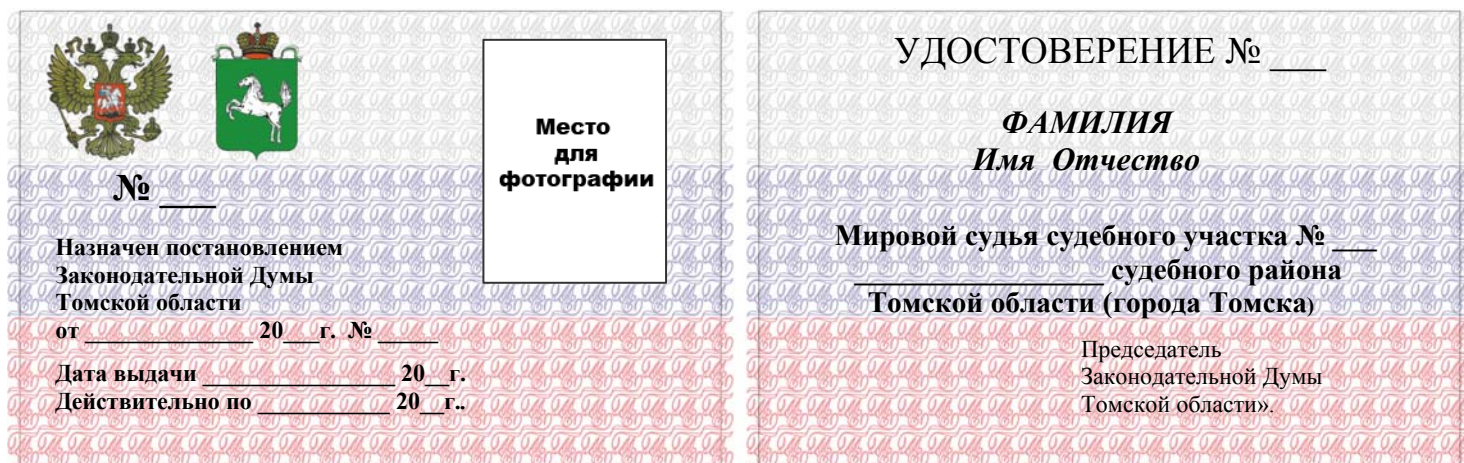 № ___
Место
для
фотографии
Назначен постановлением
Законодательной Думы
Томской области
от ______________ 20___г. № _____
Дата выдачи ________________ 20__г.
Действительно по ___________ 20__г..
УДОСТОВЕРЕНИЕ № ___
ФАМИЛИЯ
Имя Отчество
Мировой судья судебного участка № ___
__________________ судебного района
Томской области (города Томска)
Председатель
Законодательной Думы
Томской области».